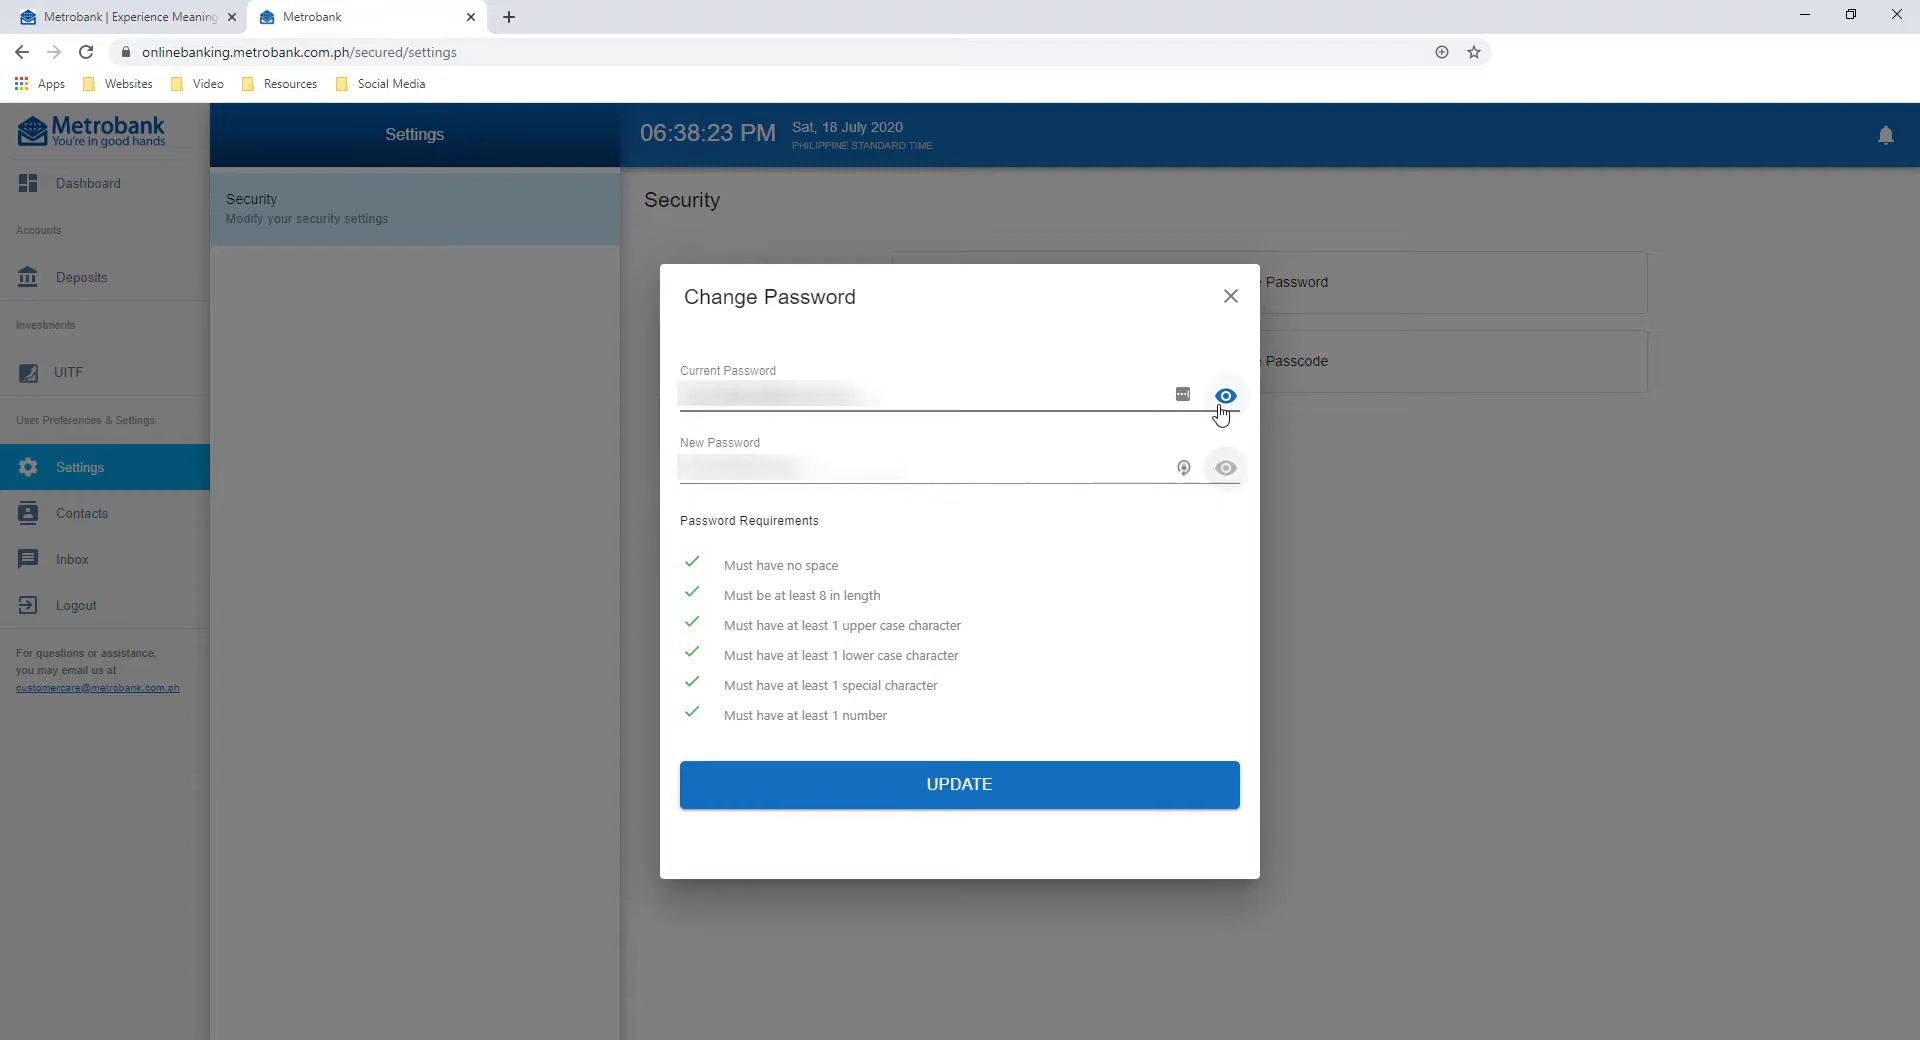 Metrobank | Experience Meaning
Metrobank
onlinebanking.metrobank.com.ph/secured/settings
Apps
Websites
Video
Resources
Social Media
Metrobank
You're in good hands
Settings
06:38:23 PM
Sat, 18 July 2020
PHILIPPINE STANDARD TIME
Dashboard
Accounts
Deposits
Investments
UITF
User Preferences & Settings
Settings
Contacts
Inbox
Logout
For questions or assistance,
you may email us at
customercare@metrobank.com.ph
Security
Modify your security settings
Security
Password
Passcode
Change Password
Current Password
New Password
Password Requirements
Must have no space
Must be at least 8 in length
Must have at least 1 upper case character
Must have at least 1 lower case character
Must have at least 1 special character
Must have at least 1 number
UPDATE